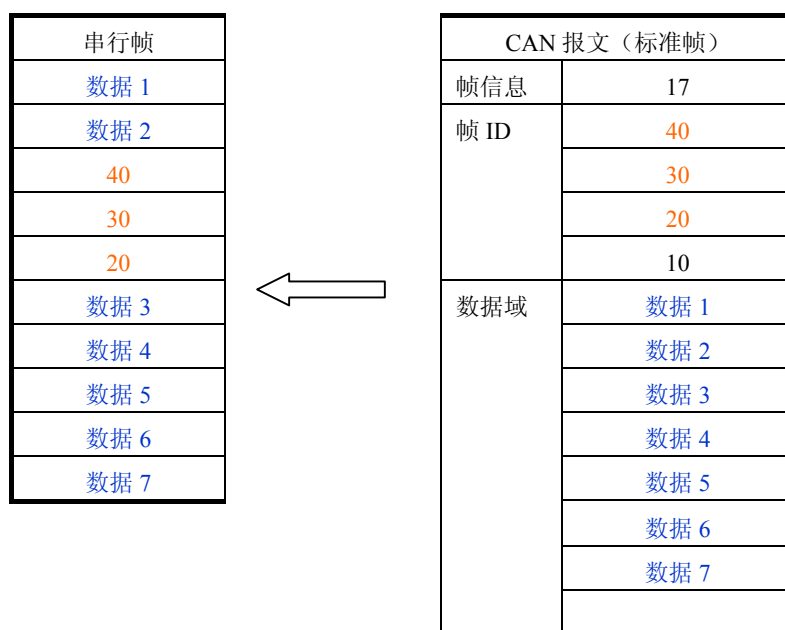 串行帧
数据 1
数据 2
40
30
20
数据 3
数据 4
数据 5
数据 6
数据 7
CAN 报文（标准帧）
帧信息 17
帧 ID 40
30
20
10
数据域 数据 1
数据 2
数据 3
数据 4
数据 5
数据 6
数据 7